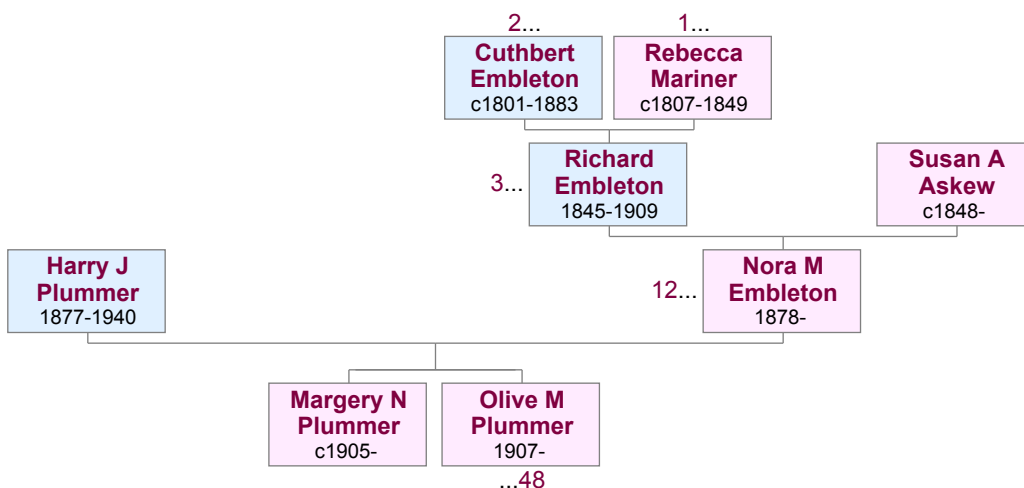 2...
1...
Cuthbert
Embleton
c1801-1883
Rebecca
Mariner
c1807-1849
3...
Richard
Embleton
1845-1909
Susan A
Askew
c1848-
Harry J
Plummer
1877-1940
12...
Nora M
Embleton
1878-
Margery N
Plummer
c1905-
Olive M
Plummer
1907-
...48